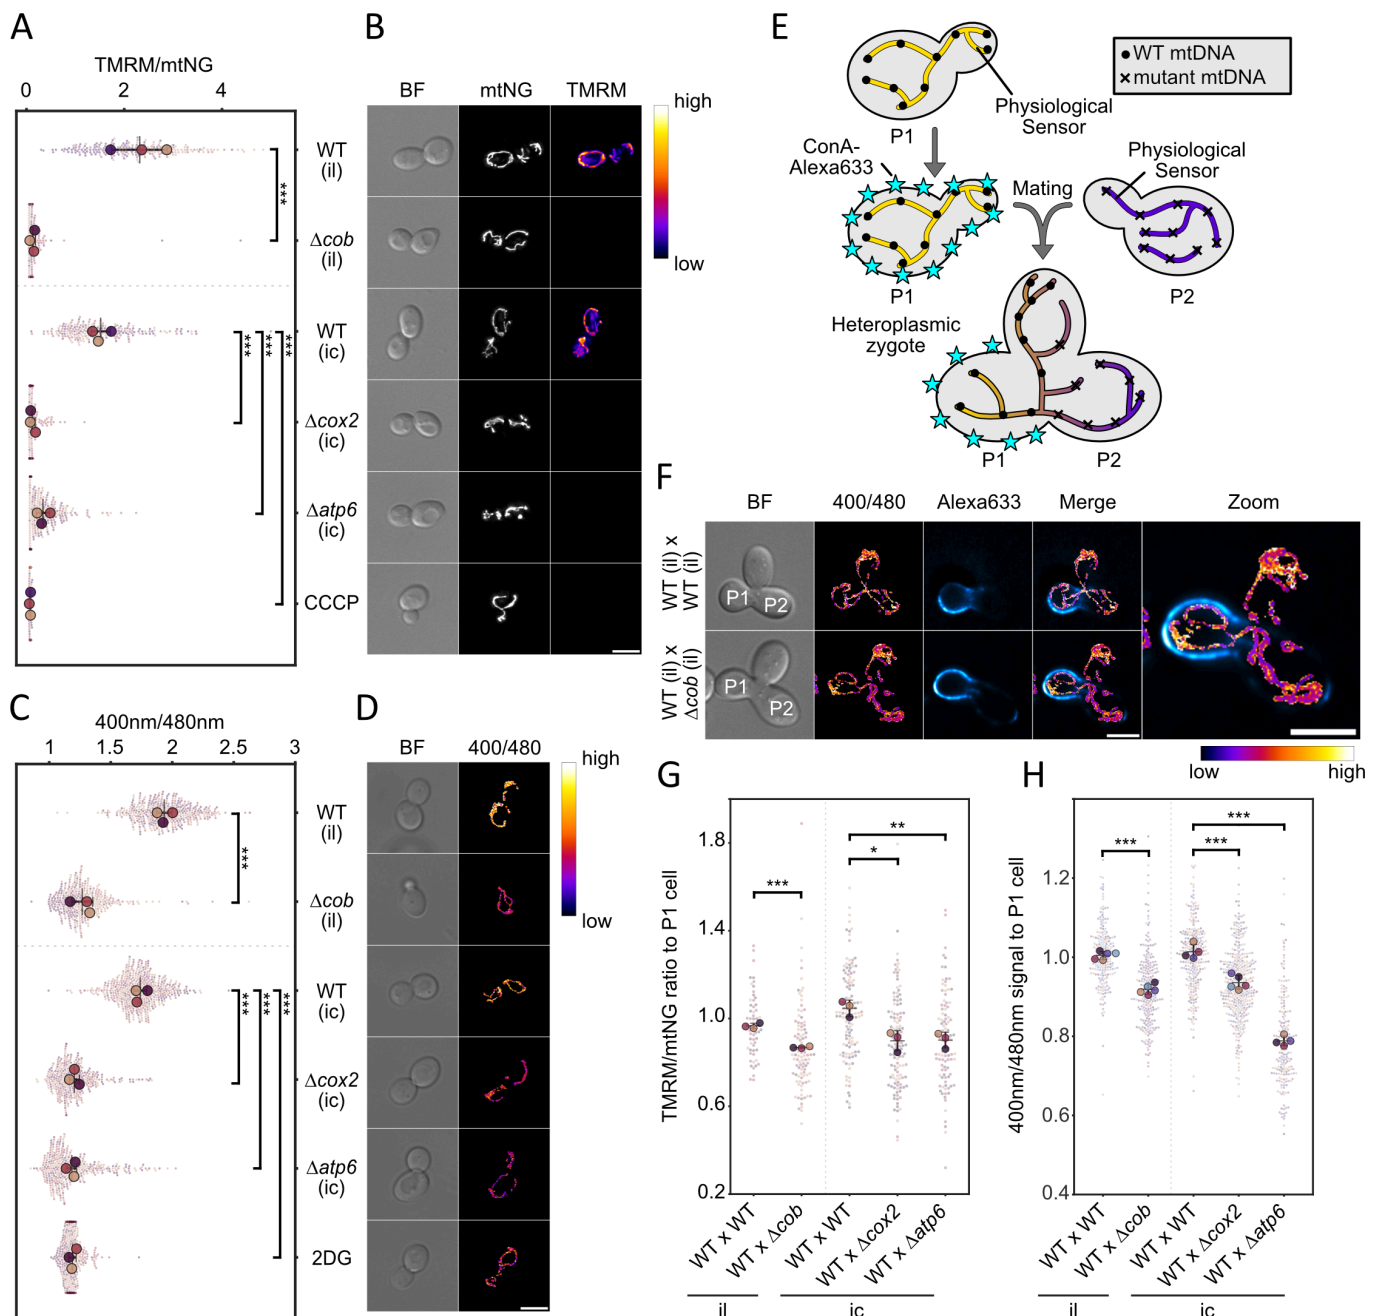 A
TMRM/mtNG
0 2 4
WT
(il)
Δcob
(il)
WT
(ic)
Δcox2
(ic)
Δatp6
(ic)
CCCP
***
***
***
***
B
BF mtNG TMRM
high
low
C
400nm/480nm
1 1.5 2 2.5 3
WT
(il)
Δcob
(il)
WT
(ic)
Δcox2
(ic)
Δatp6
(ic)
2DG
***
***
***
***
D
BF 400/480
high
low
E
WT mtDNA
mutant mtDNA
Physiological
Sensor
P1
ConA-
Alexa633
Mating
Physiological
Sensor
P1
P2
Heteroplasmic
zygote
P1 P2
F
BF 400/480 Alexa633 Merge Zoom
WT (il) x
WT (il)
P1 P2
WT (il) x
Δcob (il)
P1
P2
low high
G
TMRM/mtNG ratio to P1 cell
1.8
1.4
1.0
0.6
0.2
***
*
**
WT x WT
WT x Δcob
WT x WT
WT x Δcox2
WT x Δatp6
il ic
H
400nm/480nm signal to P1 cell
1.2
1.0
0.8
0.6
0.4
***
***
***
WT x WT
WT x Δcob
WT x WT
WT x Δcox2
WT x Δatp6
il ic